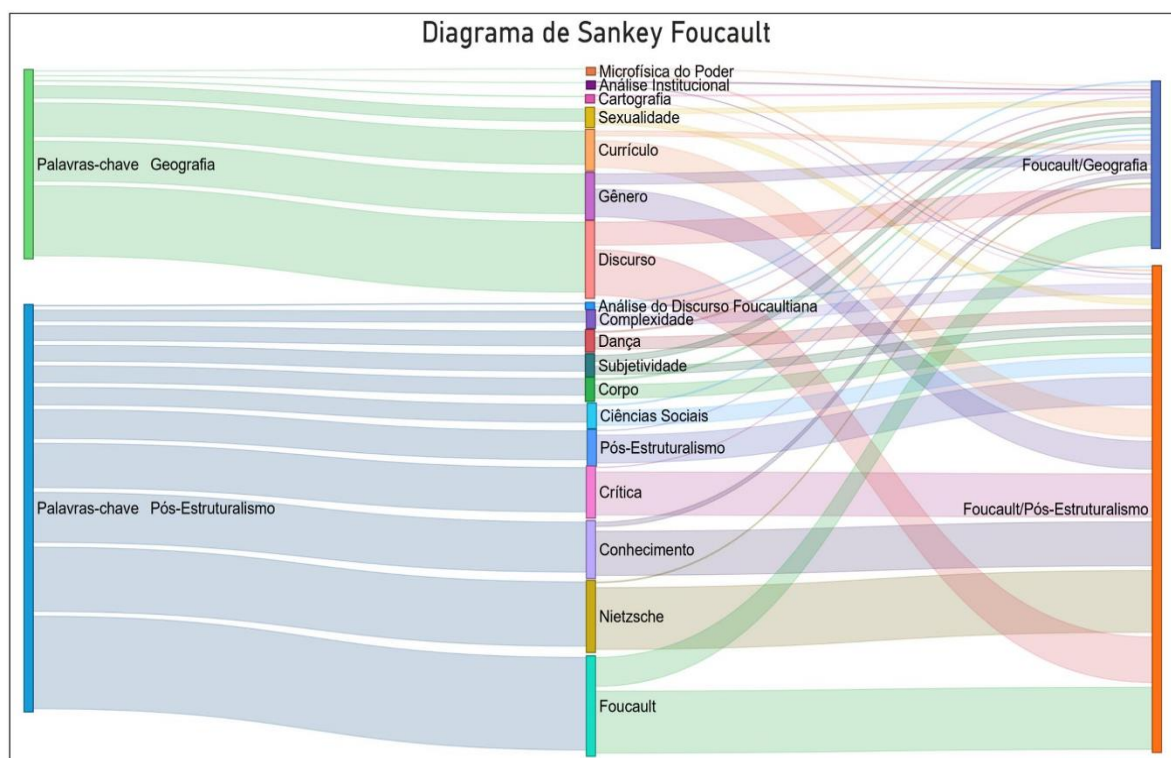 Diagrama de Sankey Foucault
Palavras-chave Geografia
Palavras-chave Pós-Estruturalismo
Microfísica do Poder
Análise Institucional
Cartografia
Sexualidade
Currículo
Gênero
Discurso
Análise do Discurso Foucaultiana
Complexidade
Dança
Subjetividade
Corpo
Ciências Sociais
Pós-Estruturalismo
Crítica
Conhecimento
Nietzsche
Foucault
Foucault/Geografia
Foucault/Pós-Estruturalismo